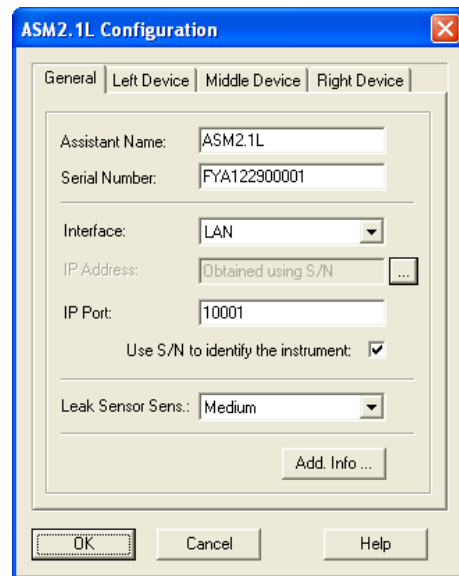 ASM2.1L Configuration
General Left Device Middle Device Right Device
Assistant Name: ASM2.1L
Serial Number: FYA122900001
Interface: LAN
IP Address: Obtained using S/N ...
IP Port: 10001
Use S/N to identify the instrument:
Leak Sensor Sens.: Medium
Add. Info ...
OK Cancel Help